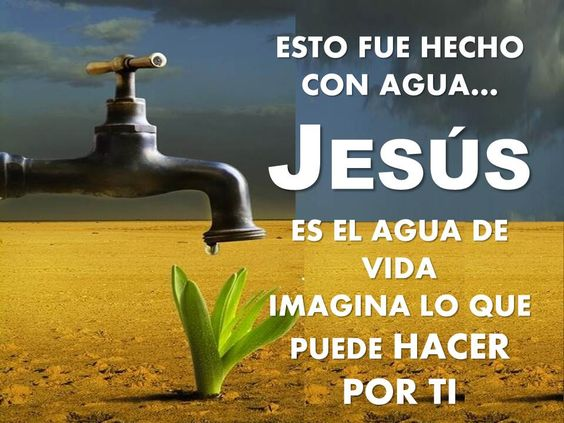 ESTO FUE HECHO
CON AGUA...
JESÚS
ES EL AGUA DE
VIDA
IMAGINA LO QUE
PUEDE HACER
POR TI